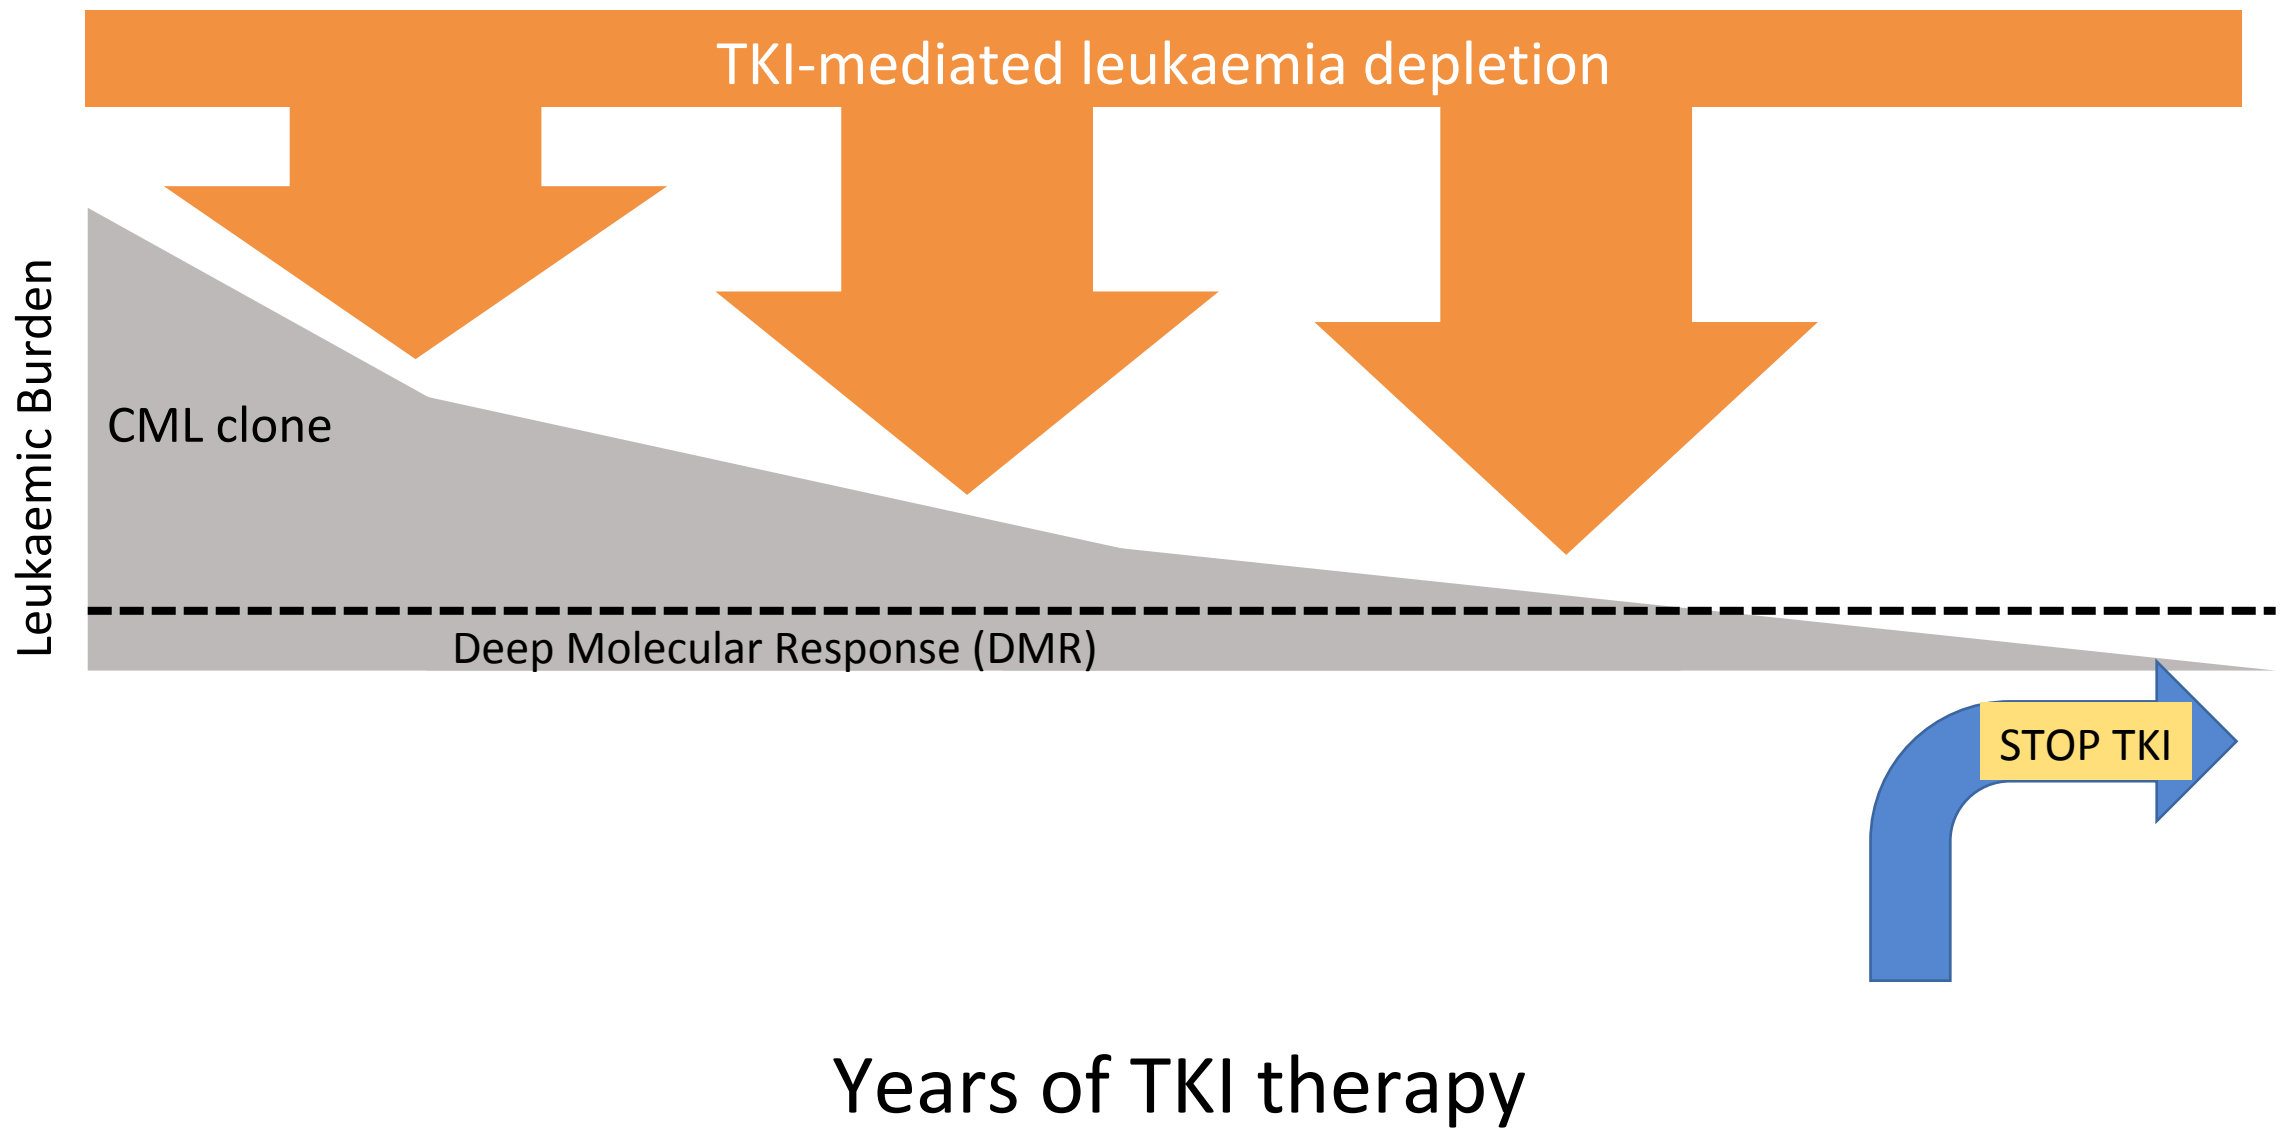 TKI-mediated leukaemia depletion
Leukaemic Burden
CML clone
Deep Molecular Response (DMR)
STOP TKI
Years of TKI therapy